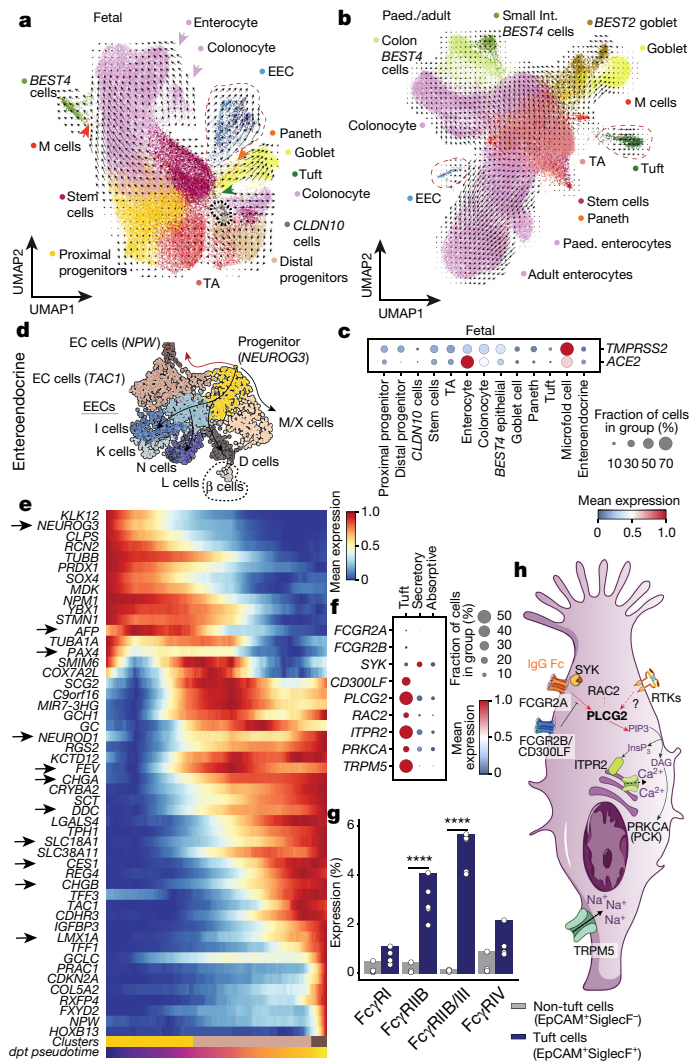 a
Fetal
Enterocyte
Colonocyte
BEST4
cells
EEC
M cells
Paneth
Goblet
Tuft
Colonocyte
Stem
cells
CLDN10
cells
Proximal
progenitors
TA
Distal
progenitors
UMAP2
UMAP1
b
Paed./adult
Small Int.
BEST4 cells
BEST2 goblet
Colon
BEST4
cells
Goblet
M cells
Colonocyte
TA
Tuft
EEC
Stem cells
Paneth
Paed. enterocytes
Adult enterocytes
UMAP2
UMAP1
c
Fetal
TMPRSS2
ACE2
Proximal progenitor
Distal progenitor
CLDN10 cells
Stem cells
TA
Enterocyte
Colonocyte
BEST4 epithelial
Goblet cell
Paneth
Tuft
Microfold cell
Enteroendocrine
Fraction of cells
in group (%)
10 30 50 70
Mean expression
0 0.5 1.0
d
Enteroendocrine
EC cells (NPW)
Progenitor
(NEUROG3)
EC cells (TAC1)
EECs
I cells
K cells
N cells
L cells
β cells
D cells
M/X cells
e
KLK12
NEUROG3
CLPS
RCN2
TUBB
PRDX1
SOX4
MDK
NPM1
YBX1
STMN1
AFP
TUBA1A
PAX4
SMIM6
COX7A2L
SCG2
C9orf16
MIR7-3HG
GCH1
GC
NEUROD1
RGS2
KCTD12
FEV
CHGA
CRYBA2
SCT
DDC
LGALS4
TPH1
SLC18A1
SLC38A11
CES1
REG4
CHGB
TFF3
TAC1
CDHR3
IGFBP3
LMX1A
TFF1
GCLC
PRAC1
CDKN2A
COL5A2
RXFP4
FXYD2
NPW
HOXB13
Clusters
dpt pseudotime
Mean expression
1.0
0.5
0
f
Tuft
Secretory
Absorptive
FCGR2A
FCGR2B
SYK
CD300LF
PLCG2
RAC2
ITPR2
PRKCA
TRPM5
Fraction of cells
in group (%)
50
40
30
20
10
Mean expression
1.0
0.5
0
g
Expression (%)
6
4
2
0
****
****
FcγRI
FcγRIIB
FcγRIIB/III
FcγRIV
Non-tuft cells
(EpCAM⁺SiglecF⁻)
Tuft cells
(EpCAM⁺SiglecF⁺)
h
IgG Fc
SYK
RAC2
FCGR2A
RTKs
?
PLCG2
FCGR2B/
CD300LF
PIP3
InsP₃
ITPR2
DAG
Ca²⁺
Ca²⁺
PRKCA
(PCK)
Na⁺
Na⁺
Na⁺
TRPM5